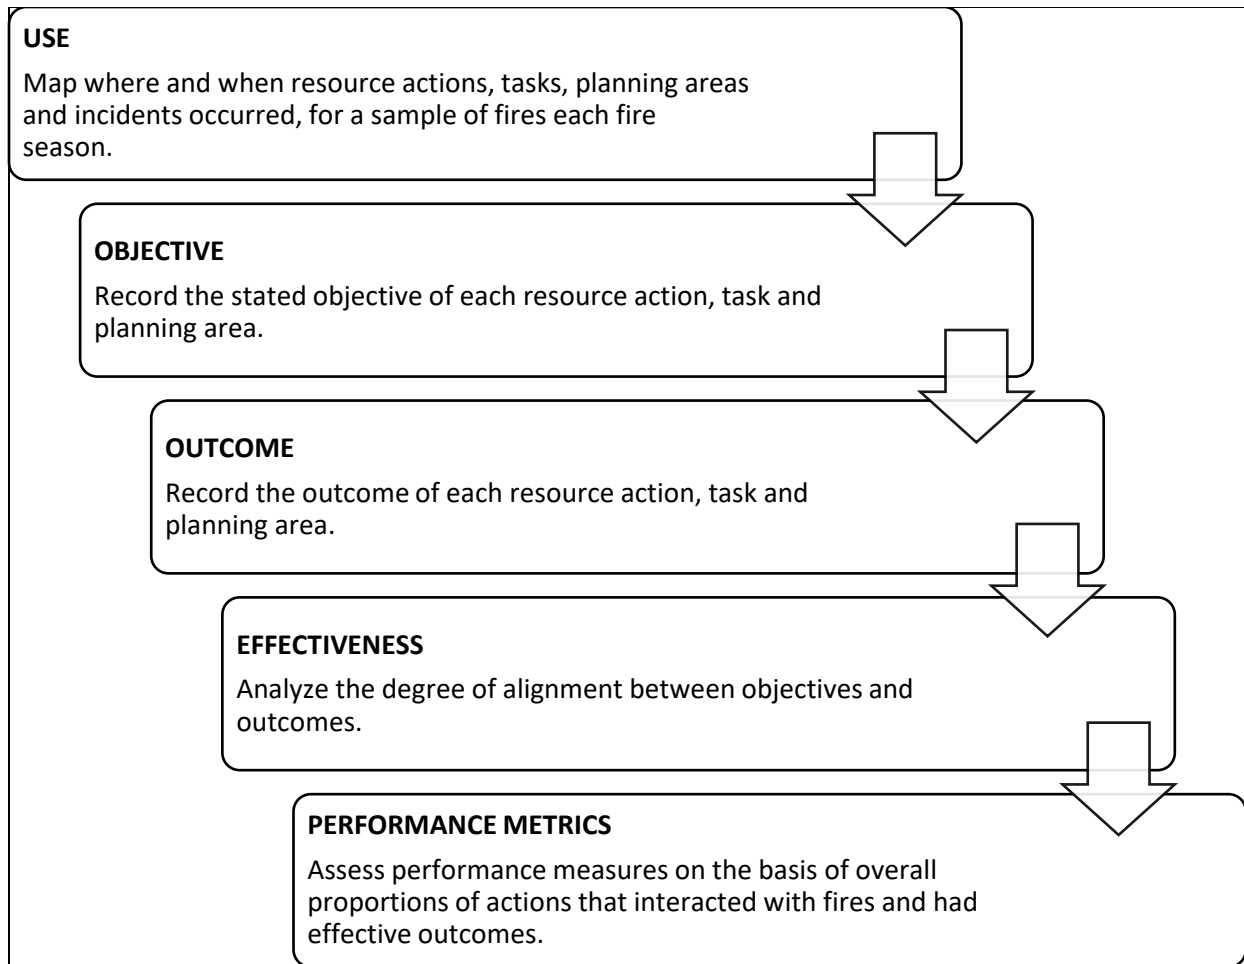 USE
Map where and when resource actions, tasks, planning areas
and incidents occurred, for a sample of fires each fire
season.
OBJECTIVE
Record the stated objective of each resource action, task and
planning area.
OUTCOME
Record the outcome of each resource action, task and
planning area.
EFFECTIVENESS
Analyze the degree of alignment between objectives and
outcomes.
PERFORMANCE METRICS
Assess performance measures on the basis of overall
proportions of actions that interacted with fires and had
effective outcomes.